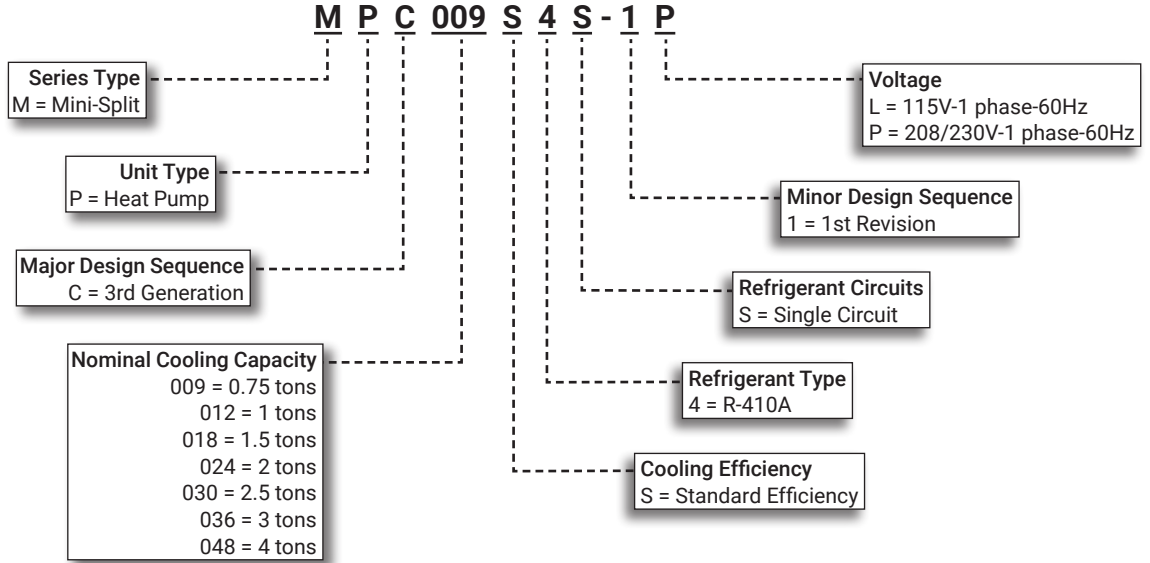 M P C 009 S 4 S - 1 P
Series Type
M = Mini-Split
Voltage
L = 115V-1 phase-60Hz
P = 208/230V-1 phase-60Hz
Unit Type
P = Heat Pump
Minor Design Sequence
1 = 1st Revision
Major Design Sequence
C = 3rd Generation
Refrigerant Circuits
S = Single Circuit
Nominal Cooling Capacity
009 = 0.75 tons
012 = 1 tons
018 = 1.5 tons
024 = 2 tons
030 = 2.5 tons
036 = 3 tons
048 = 4 tons
Refrigerant Type
4 = R-410A
Cooling Efficiency
S = Standard Efficiency